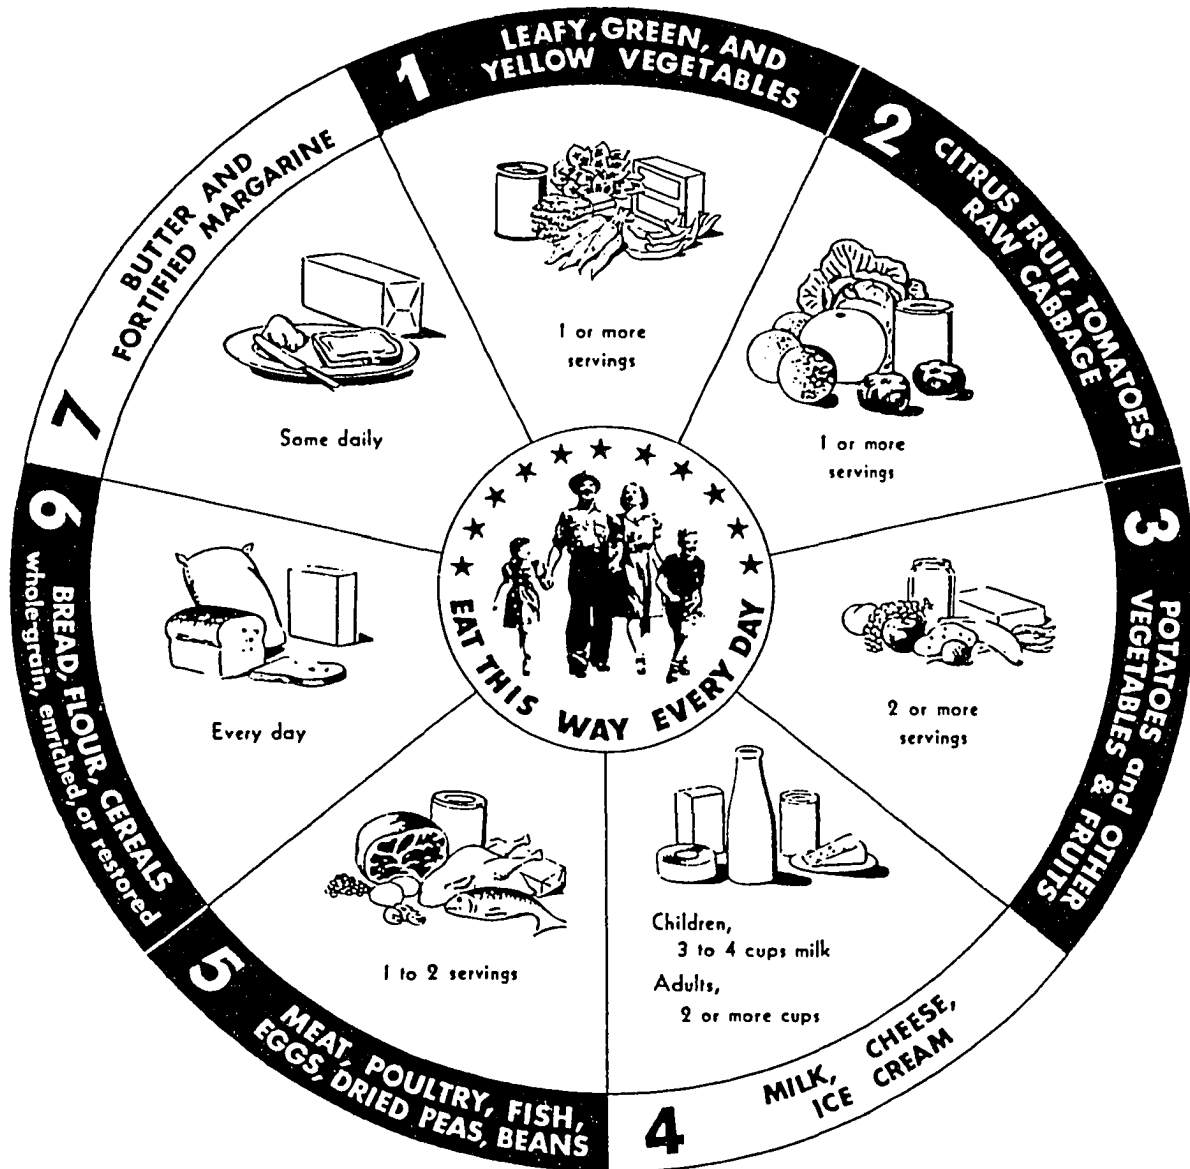 1
LEAFY, GREEN, AND
YELLOW VEGETABLES
1 or more
servings
2
CITRUS FRUIT, TOMATOES,
RAW CABBAGE
1 or more
servings
3
POTATOES and OTHER
VEGETABLES & FRUITS
2 or more
servings
4
MILK, CHEESE,
ICE CREAM
Children,
3 to 4 cups milk
Adults,
2 or more cups
5
MEAT, POULTRY, FISH,
EGGS, DRIED PEAS, BEANS
1 to 2 servings
6
BREAD, FLOUR, CEREALS
whole-grain, enriched, or restored
Every day
7
BUTTER AND
FORTIFIED MARGARINE
Some daily
EAT THIS WAY EVERY DAY